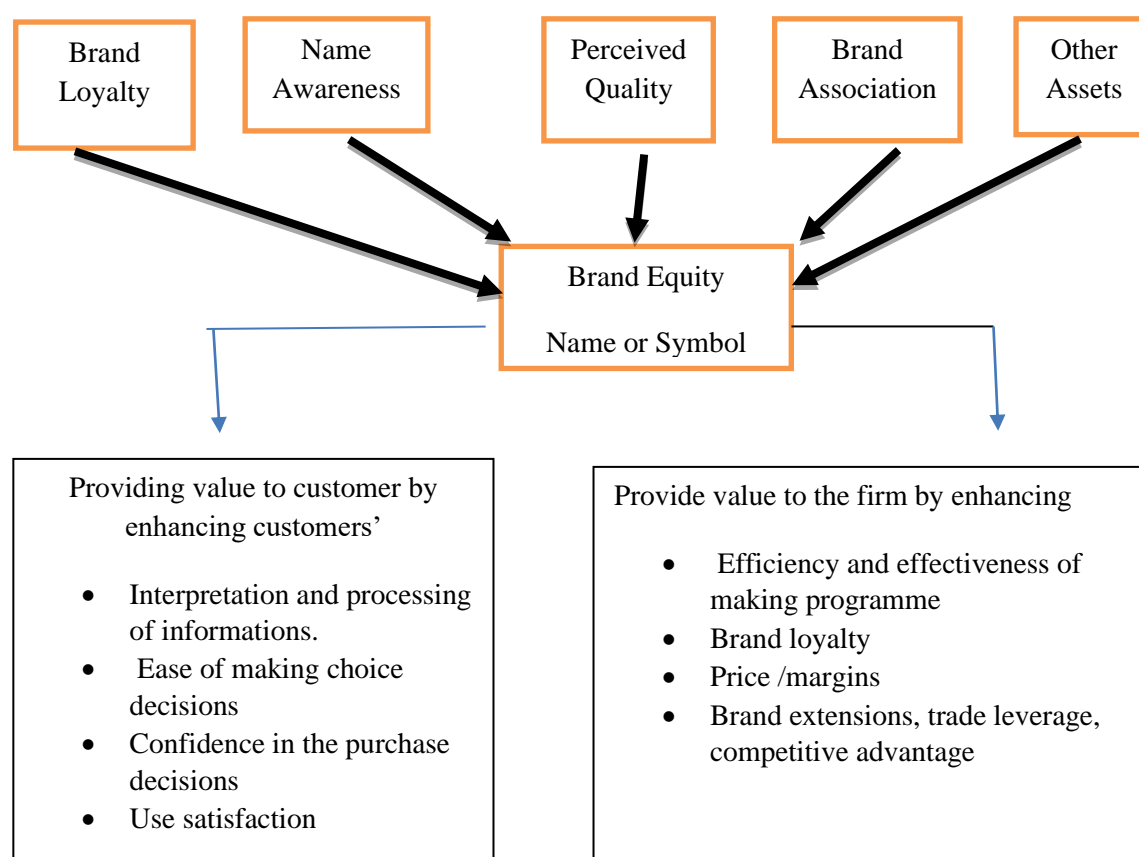 Brand
Loyalty
Name
Awareness
Perceived
Quality
Brand
Association
Other
Assets
Brand Equity
Name or Symbol
Providing value to customer by
enhancing customers’
• Interpretation and processing
of informations.
• Ease of making choice
decisions
• Confidence in the purchase
decisions
• Use satisfaction
Provide value to the firm by enhancing
• Efficiency and effectiveness of
making programme
• Brand loyalty
• Price /margins
• Brand extensions, trade leverage,
competitive advantage